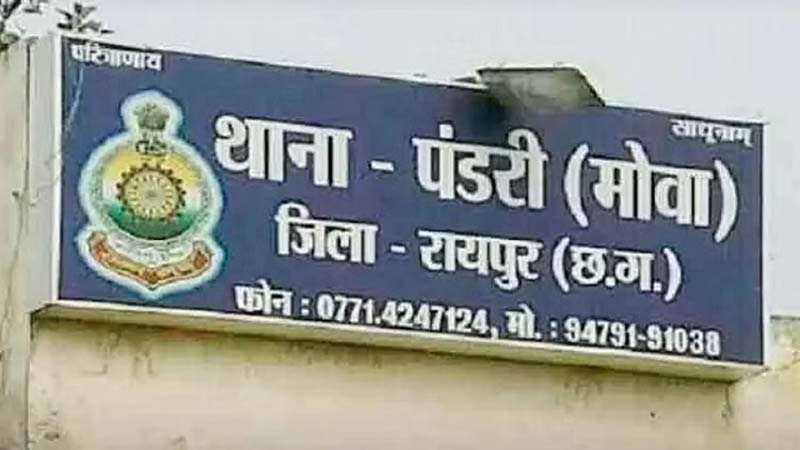 परित्राणाय साधूनाम्
थाना - पंडरी (मोवा)
जिला - रायपुर (छ.ग.)
फोन : 0771.4247124, मो. : 94791-91038